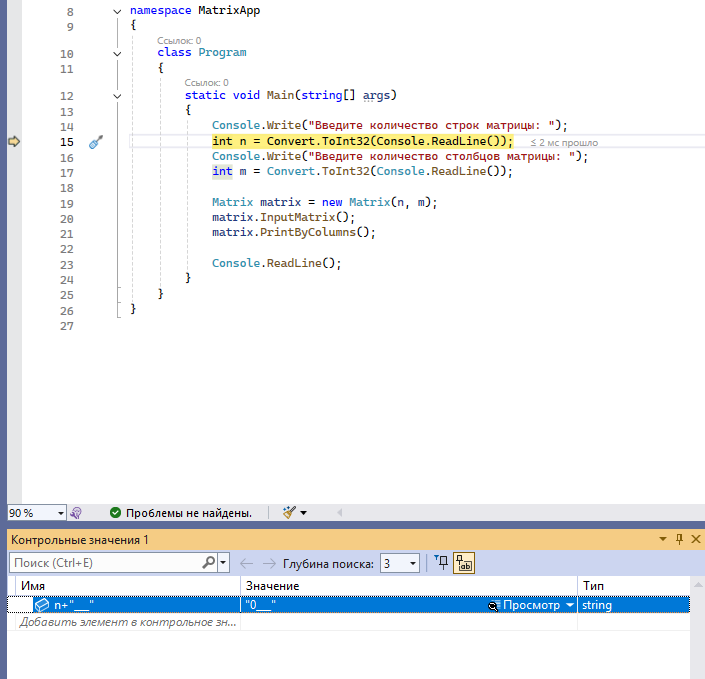 8 namespace MatrixApp
9 {
Ссылок: 0
10 class Program
11 {
Ссылок: 0
12 static void Main(string[] args)
13 {
14 Console.Write("Введите количество строк матрицы: ");
15 int n = Convert.ToInt32(Console.ReadLine()); ≤ 2 мс прошло
16 Console.Write("Введите количество столбцов матрицы: ");
17 int m = Convert.ToInt32(Console.ReadLine());
18
19 Matrix matrix = new Matrix(n, m);
20 matrix.InputMatrix();
21 matrix.PrintByColumns();
22
23 Console.ReadLine();
24 }
25 }
26 }
27
90 % Проблемы не найдены.
Контрольные значения 1
Поиск (Ctrl+E) Глубина поиска: 3
Имя Значение Тип
n+"___" "0___" Просмотр string
Добавить элемент в контрольное зн...